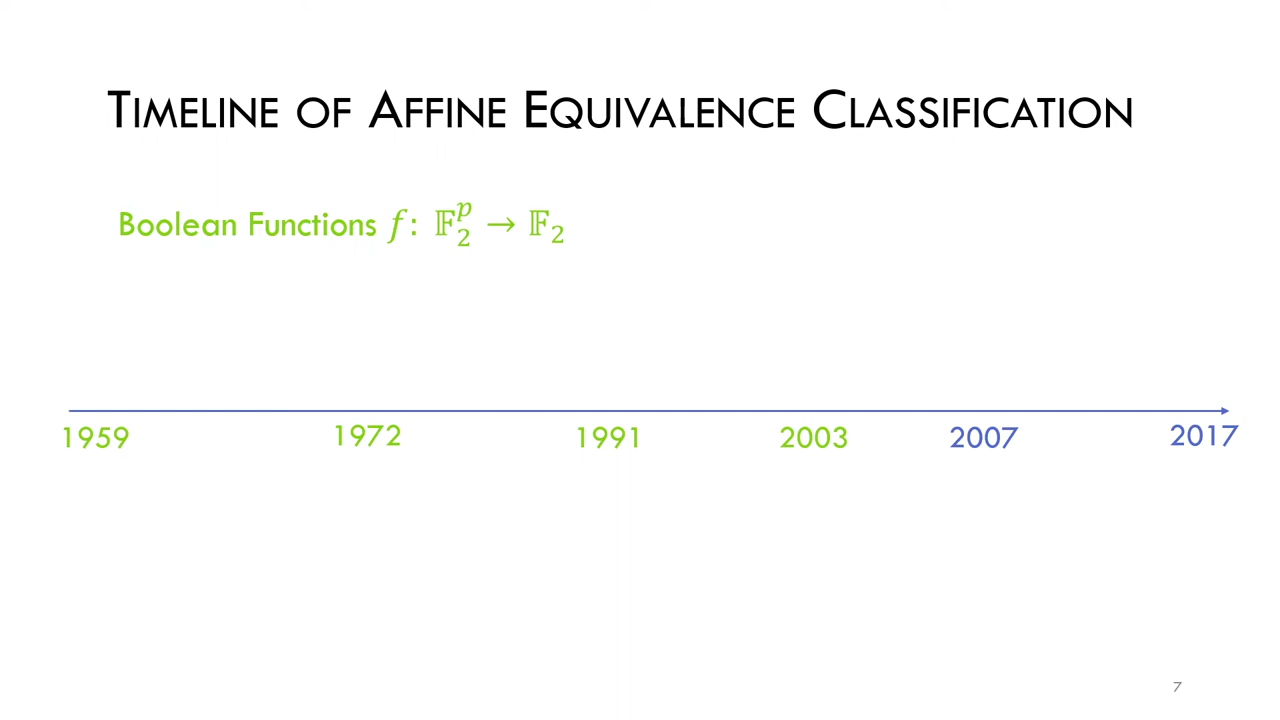 TIMELINE OF AFFINE EQUIVALENCE CLASSIFICATION
Boolean Functions 𝑓: 𝔽₂ᵖ → 𝔽₂
1959 1972 1991 2003 2007 2017
7